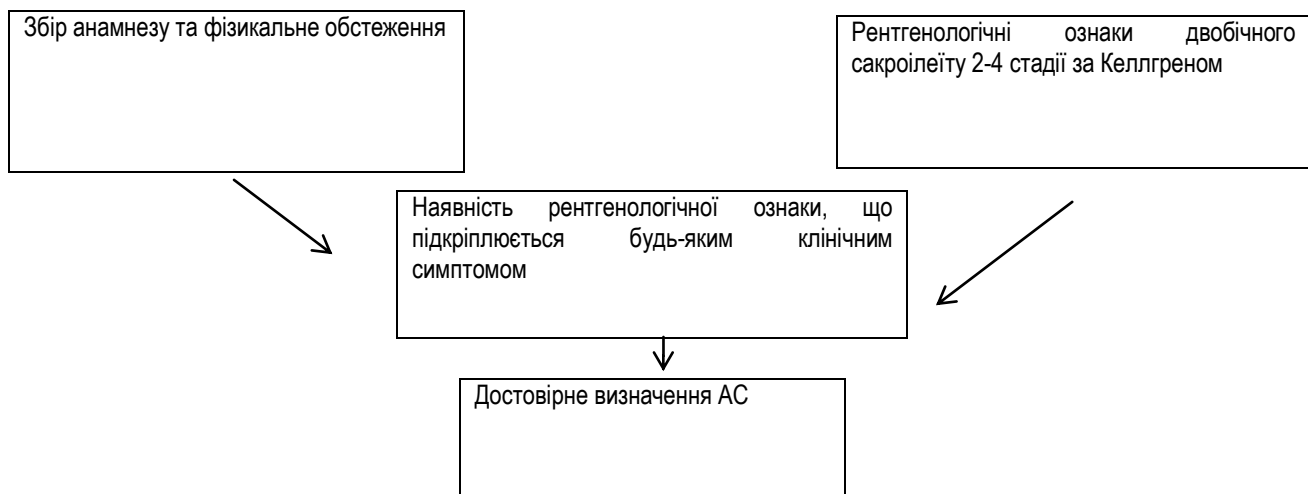 Збір анамнезу та фізикальне обстеження
Рентгенологічні ознаки двобічного
сакроілеїту 2-4 стадії за Келлгреном
Наявність рентгенологічної ознаки, що
підкріплюється будь-яким клінічним
симптомом
Достовірне визначення АС